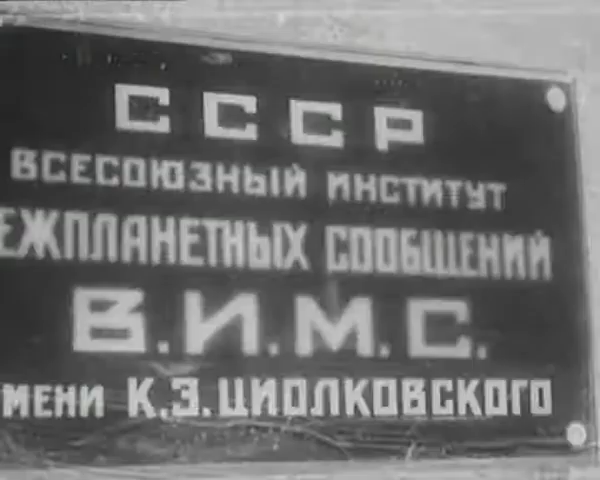 СССР
ВСЕСОЮЗНЫЙ ИНСТИТУТ
ЕЖПЛАНЕТНЫХ СООБЩЕНИЙ
В.И.М.С.
МЕНИ К.Э.ЦИОЛКОВСКОГО